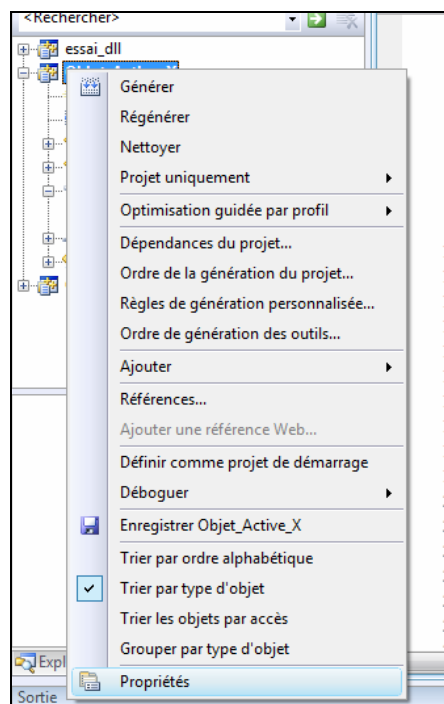 <Rechercher>
essai_dll
Objet_Active_X
Générer
Régénérer
Nettoyer
Projet uniquement
Optimisation guidée par profil
Dépendances du projet...
Ordre de la génération du projet...
Règles de génération personnalisée...
Ordre de génération des outils...
Ajouter
Références...
Ajouter une référence Web...
Définir comme projet de démarrage
Déboguer
Enregistrer Objet_Active_X
Trier par ordre alphabétique
Trier par type d'objet
Trier les objets par accès
Grouper par type d'objet
Expl
Propriétés
Sortie